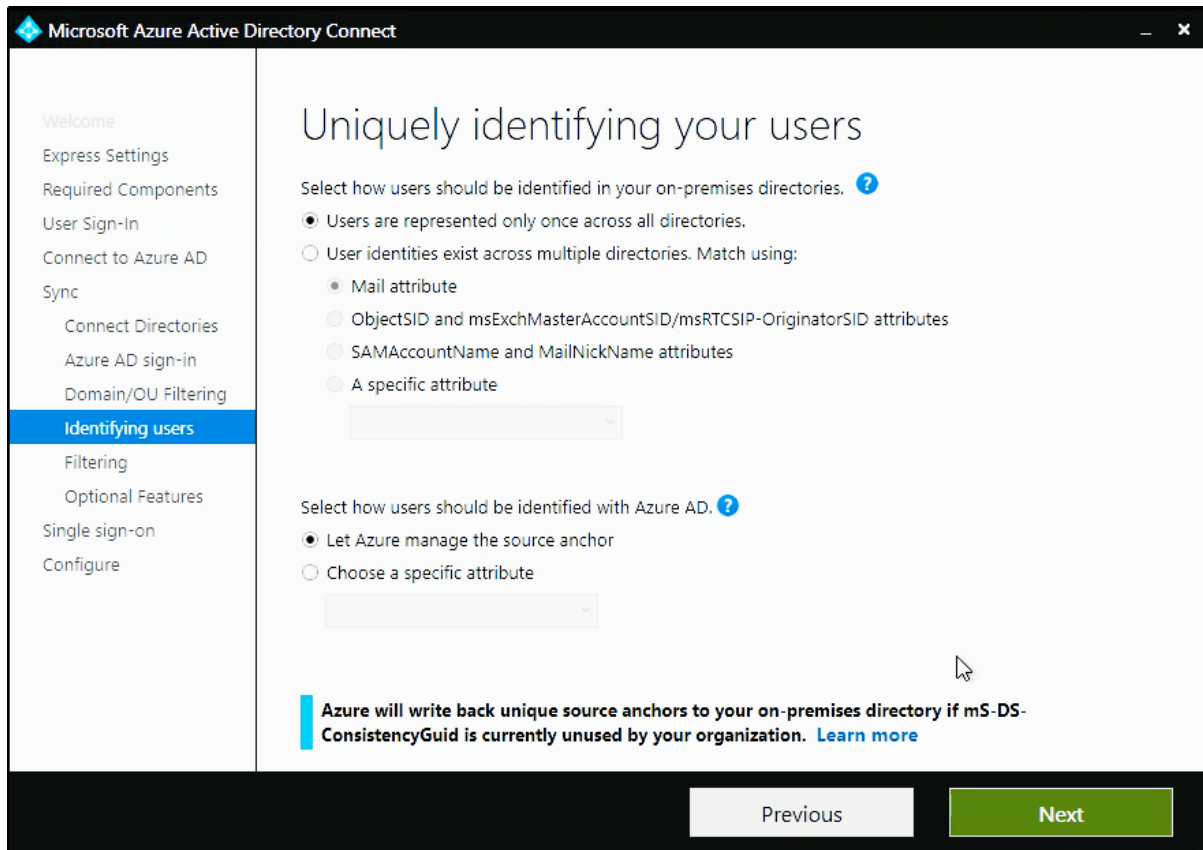 Microsoft Azure Active Directory Connect
Welcome
Express Settings
Required Components
User Sign-In
Connect to Azure AD
Sync
Connect Directories
Azure AD sign-in
Domain/OU Filtering
Identifying users
Filtering
Optional Features
Single sign-on
Configure
Uniquely identifying your users
Select how users should be identified in your on-premises directories. ?
Users are represented only once across all directories.
User identities exist across multiple directories. Match using:
Mail attribute
ObjectSID and msExchMasterAccountSID/msRTCSIP-OriginatorSID attributes
SAMAccountName and MailNickName attributes
A specific attribute
Select how users should be identified with Azure AD. ?
Let Azure manage the source anchor
Choose a specific attribute
Azure will write back unique source anchors to your on-premises directory if mS-DS-
ConsistencyGuid is currently unused by your organization. Learn more
Previous
Next